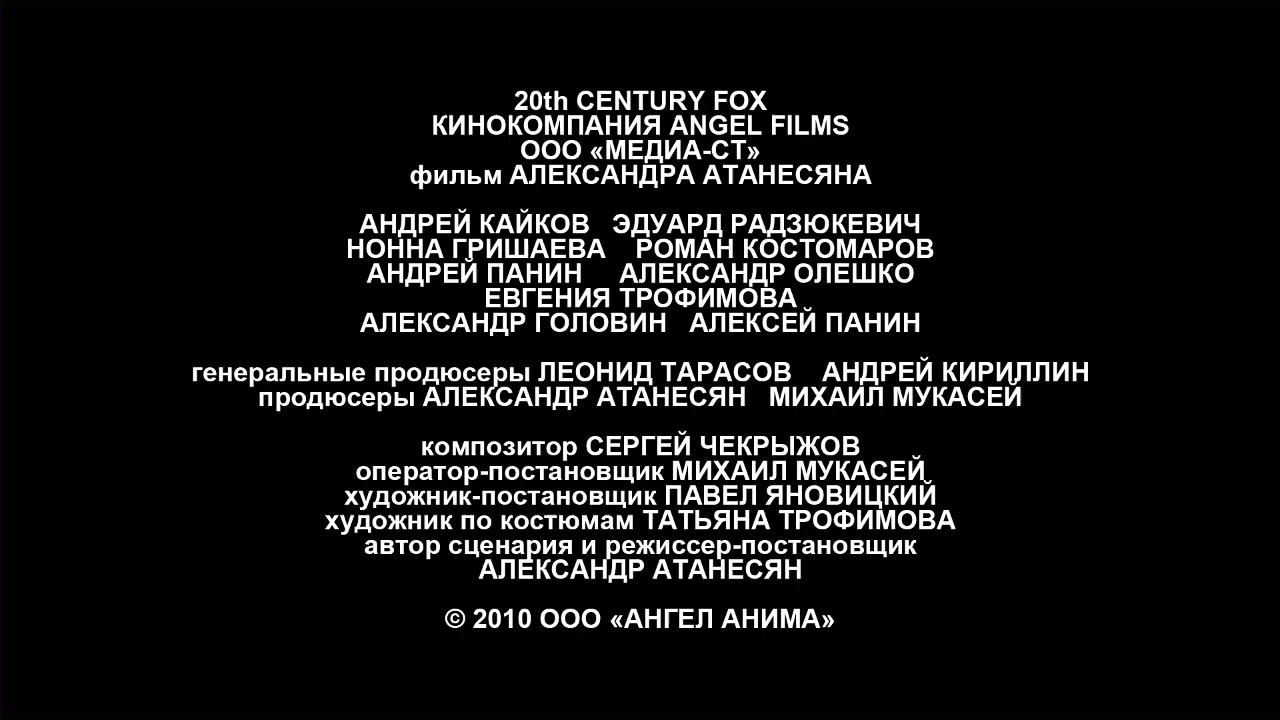 20th CENTURY FOX
КИНОКОМПАНИЯ ANGEL FILMS
ООО «МЕДИА-СТ»
фильм АЛЕКСАНДРА АТАНЕСЯНА
АНДРЕЙ КАЙКОВ ЭДУАРД РАДЗЮКЕВИЧ
НОННА ГРИШАЕВА РОМАН КОСТОМАРОВ
АНДРЕЙ ПАНИН АЛЕКСАНДР ОЛЕШКО
ЕВГЕНИЯ ТРОФИМОВА
АЛЕКСАНДР ГОЛОВИН АЛЕКСЕЙ ПАНИН
генеральные продюсеры ЛЕОНИД ТАРАСОВ АНДРЕЙ КИРИЛЛИН
продюсеры АЛЕКСАНДР АТАНЕСЯН МИХАИЛ МУКАСЕЙ
композитор СЕРГЕЙ ЧЕКРЫЖОВ
оператор-постановщик МИХАИЛ МУКАСЕЙ
художник-постановщик ПАВЕЛ ЯНОВИЦКИЙ
художник по костюмам ТАТЬЯНА ТРОФИМОВА
автор сценария и режиссер-постановщик
АЛЕКСАНДР АТАНЕСЯН
© 2010 ООО «АНГЕЛ АНИМА»